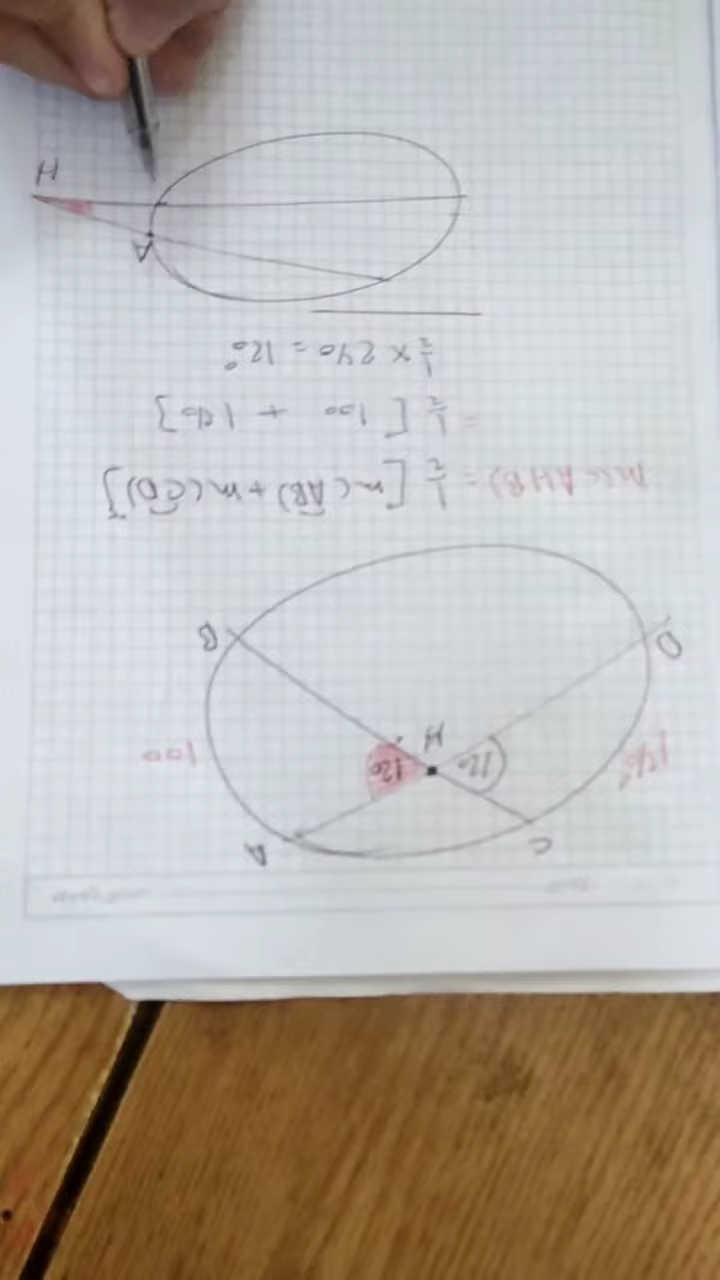 C A
140° 120 120 100
H
D B
m(<AHB) = ½ [m(AB) + m(CD)]
= ½ [100 + 140]
½ × 240 = 120°
A
H